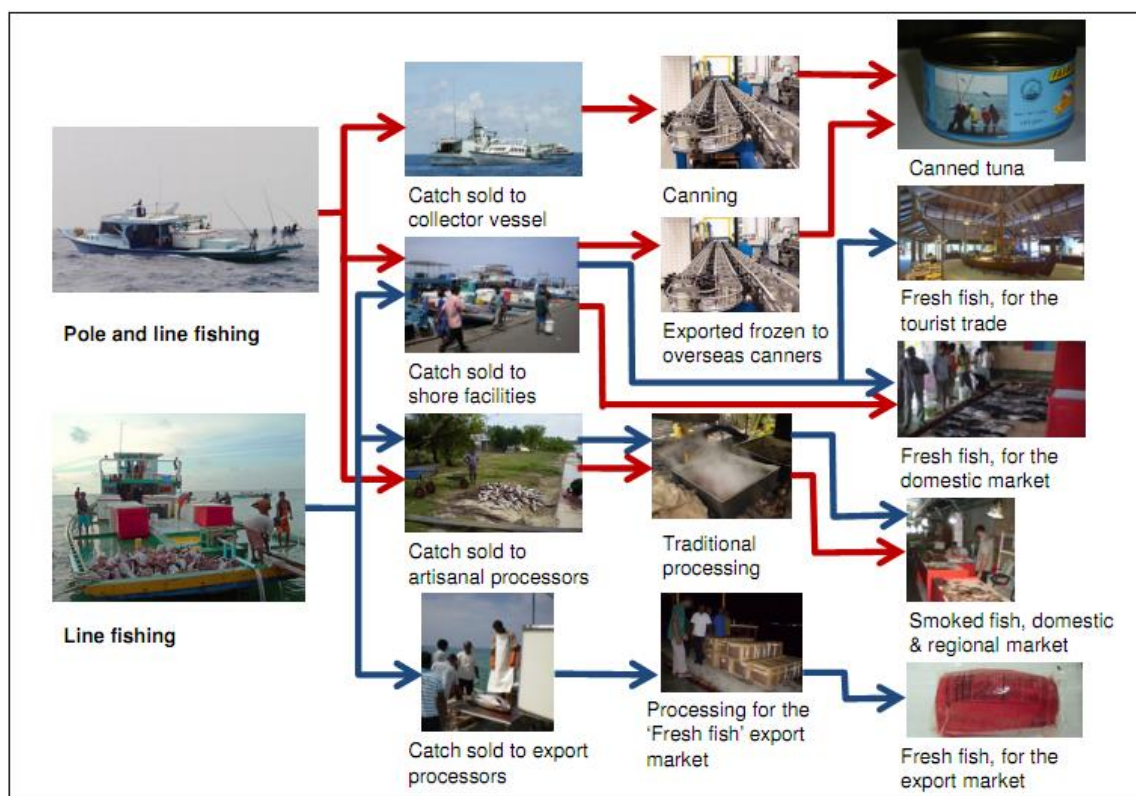 Pole and line fishing
Line fishing
Catch sold to
collector vessel
Catch sold to
shore facilities
Catch sold to
artisanal processors
Catch sold to export
processors
Canning
Exported frozen to
overseas canners
Traditional
processing
Processing for the
'Fresh fish' export
market
Canned tuna
Fresh fish, for the
tourist trade
Fresh fish, for the
domestic market
Smoked fish, domestic
& regional market
Fresh fish, for the
export market